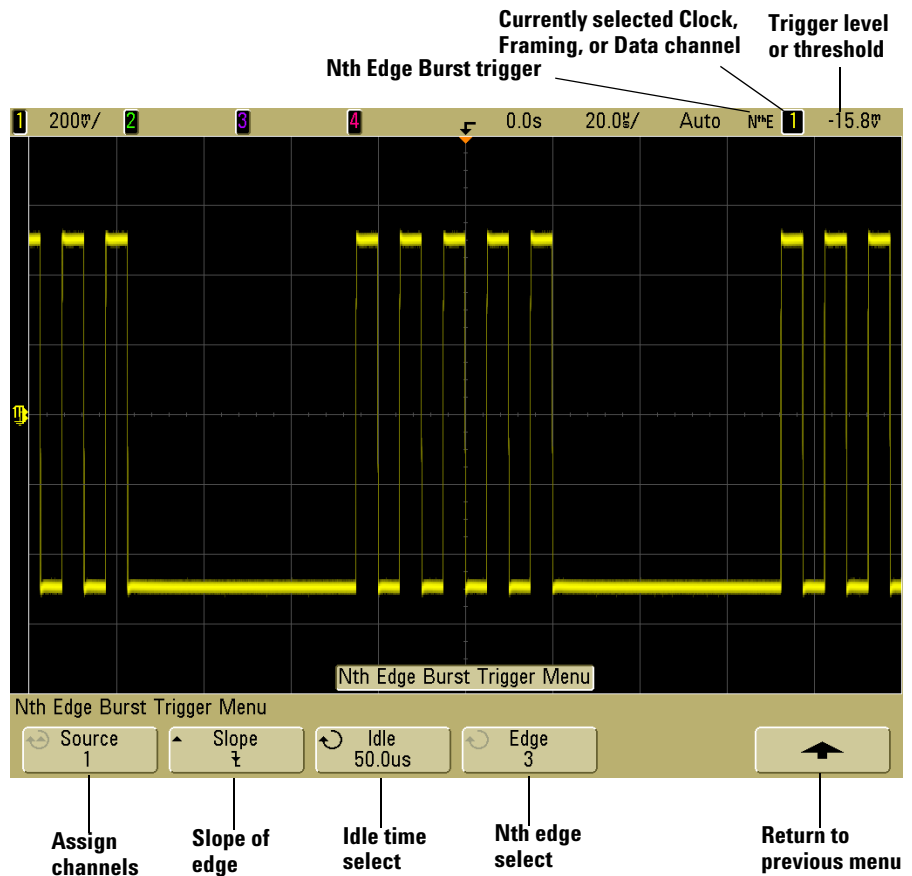 Currently selected Clock,
Framing, or Data channel
Trigger level
or threshold
Nth Edge Burst trigger
1 200mV/ 2 3 4 0.0s 20.0us/ Auto NthE 1 -15.8mV
Nth Edge Burst Trigger Menu
Nth Edge Burst Trigger Menu
Source
1
Slope
Idle
50.0us
Edge
3
Assign
channels
Slope of
edge
Idle time
select
Nth edge
select
Return to
previous menu